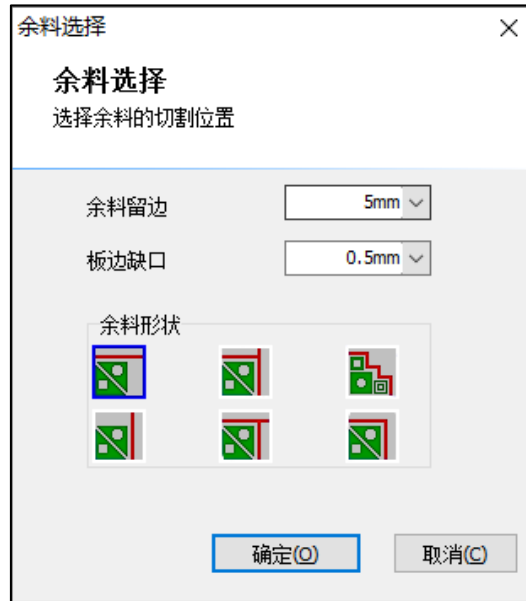 余料选择
余料选择
选择余料的切割位置
余料留边 5mm
板边缺口 0.5mm
余料形状
确定(O) 取消(C)